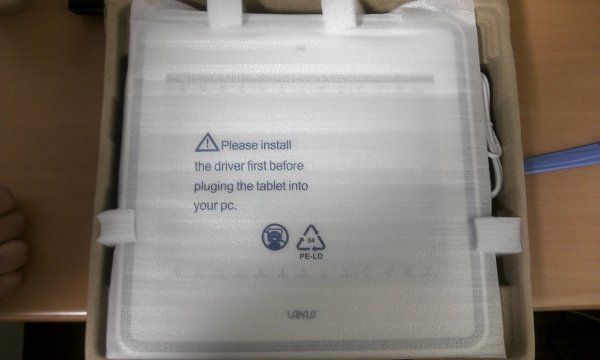 Please install
the driver first before
pluging the tablet into
your pc.
04
PE-LD